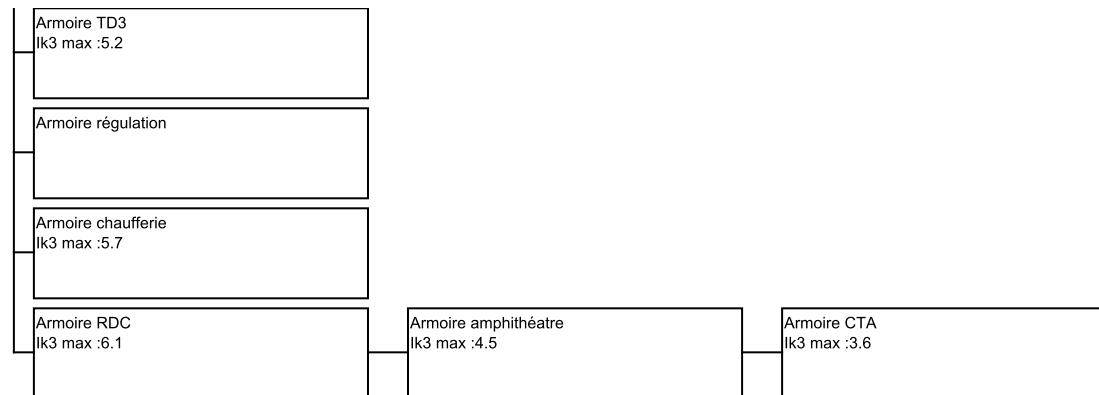 Armoire TD3
Ik3 max :5.2
Armoire régulation
Armoire chaufferie
Ik3 max :5.7
Armoire RDC
Ik3 max :6.1
Armoire amphithéatre
Ik3 max :4.5
Armoire CTA
Ik3 max :3.6